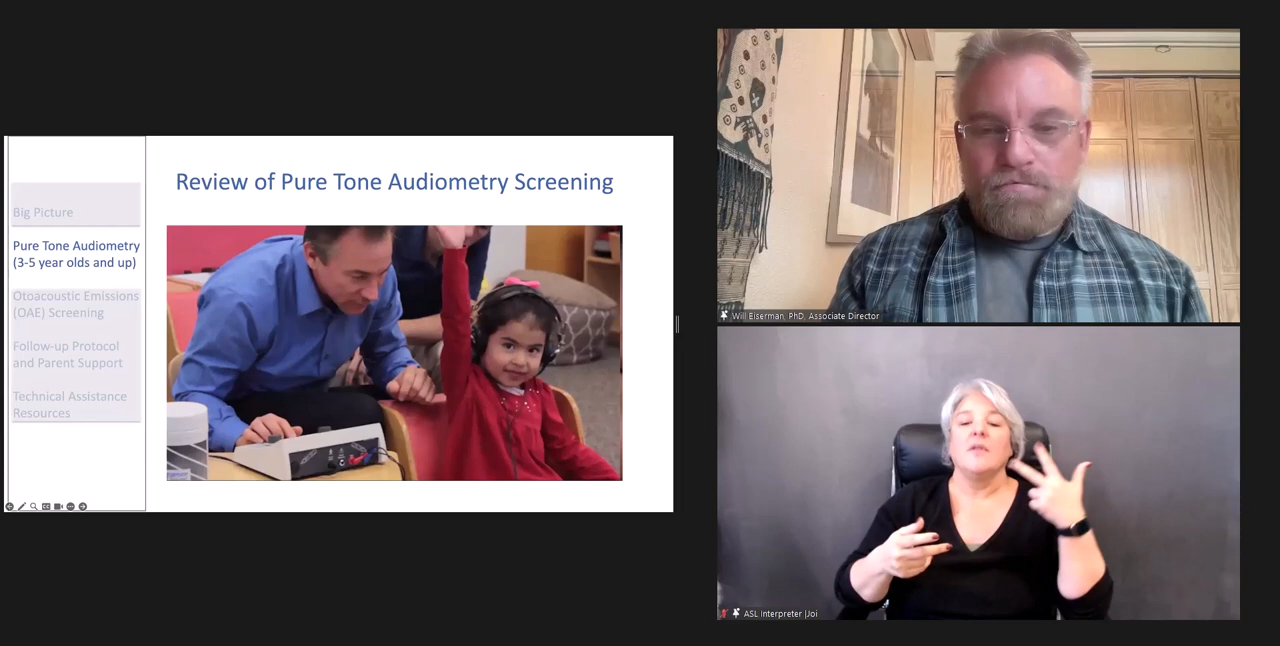 Review of Pure Tone Audiometry Screening
Big Picture
Pure Tone Audiometry
(3-5 year olds and up)
Otoacoustic Emissions
(OAE) Screening
Follow-up Protocol
and Parent Support
Technical Assistance
Resources
Will Eiserman, PhD, Associate Director
ASL Interpreter |Joi